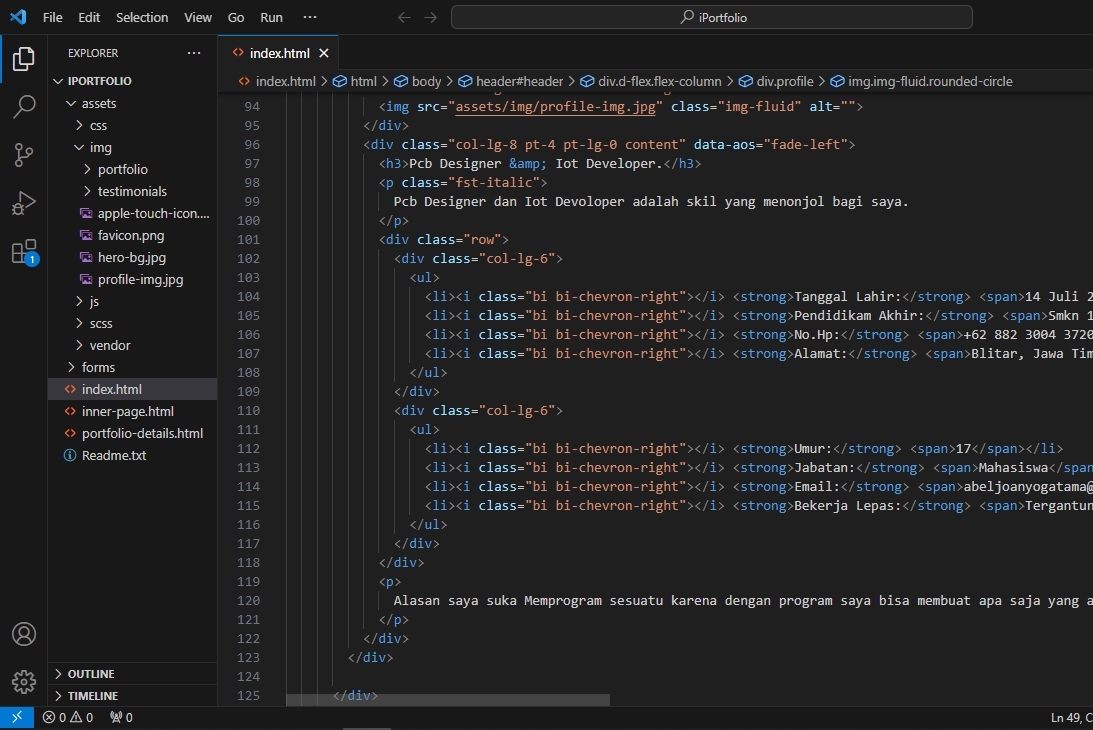 File Edit Selection View Go Run ···
iPortfolio
EXPLORER ···
IPORTFOLIO
assets
css
img
portfolio
testimonials
apple-touch-icon....
favicon.png
hero-bg.jpg
profile-img.jpg
js
scss
vendor
forms
index.html
inner-page.html
portfolio-details.html
Readme.txt
OUTLINE
TIMELINE
1
index.html
index.html > html > body > header#header > div.d-flex.flex-column > div.profile > img.img-fluid.rounded-circle
94 <img src="assets/img/profile-img.jpg" class="img-fluid" alt="">
95 </div>
96 <div class="col-lg-8 pt-4 pt-lg-0 content" data-aos="fade-left">
97 <h3>Pcb Designer &amp; Iot Developer.</h3>
98 <p class="fst-italic">
99 Pcb Designer dan Iot Devoloper adalah skil yang menonjol bagi saya.
100 </p>
101 <div class="row">
102 <div class="col-lg-6">
103 <ul>
104 <li><i class="bi bi-chevron-right"></i> <strong>Tanggal Lahir:</strong> <span>14 Juli 2
105 <li><i class="bi bi-chevron-right"></i> <strong>Pendidikam Akhir:</strong> <span>Smkn 1
106 <li><i class="bi bi-chevron-right"></i> <strong>No.Hp:</strong> <span>+62 882 3004 3720
107 <li><i class="bi bi-chevron-right"></i> <strong>Alamat:</strong> <span>Blitar, Jawa Tim
108 </ul>
109 </div>
110 <div class="col-lg-6">
111 <ul>
112 <li><i class="bi bi-chevron-right"></i> <strong>Umur:</strong> <span>17</span></li>
113 <li><i class="bi bi-chevron-right"></i> <strong>Jabatan:</strong> <span>Mahasiswa</span
114 <li><i class="bi bi-chevron-right"></i> <strong>Email:</strong> <span>abeljoanyogatama@
115 <li><i class="bi bi-chevron-right"></i> <strong>Bekerja Lepas:</strong> <span>Tergantun
116 </ul>
117 </div>
118 </div>
119 <p>
120 Alasan saya suka Memprogram sesuatu karena dengan program saya bisa membuat apa saja yang a
121 </p>
122 </div>
123 </div>
124
125 </div>
0 0 0
Ln 49, C